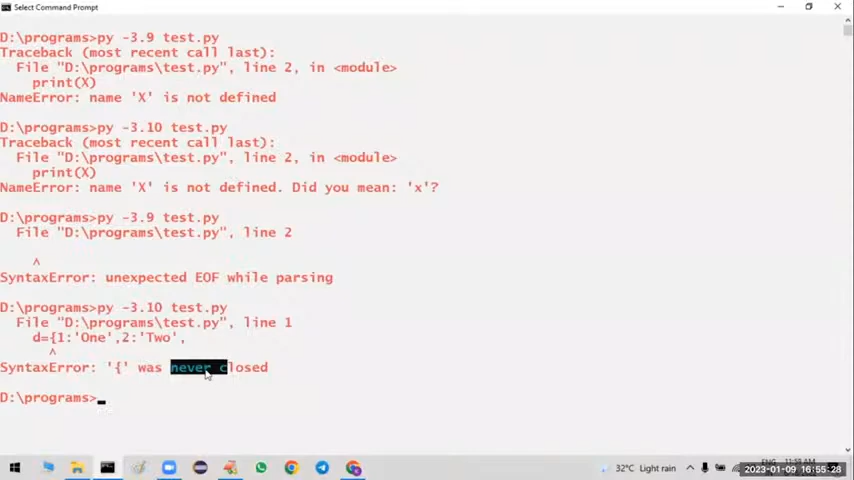 Select Command Prompt
D:\programs>py -3.9 test.py
Traceback (most recent call last):
  File "D:\programs\test.py", line 2, in <module>
    print(X)
NameError: name 'X' is not defined
D:\programs>py -3.10 test.py
Traceback (most recent call last):
  File "D:\programs\test.py", line 2, in <module>
    print(X)
NameError: name 'X' is not defined. Did you mean: 'x'?
D:\programs>py -3.9 test.py
  File "D:\programs\test.py", line 2
    ^
SyntaxError: unexpected EOF while parsing
D:\programs>py -3.10 test.py
  File "D:\programs\test.py", line 1
    d={1:'One',2:'Two',
      ^
SyntaxError: '{' was never closed
D:\programs>
32°C Light rain
2023-01-09 16:55:28